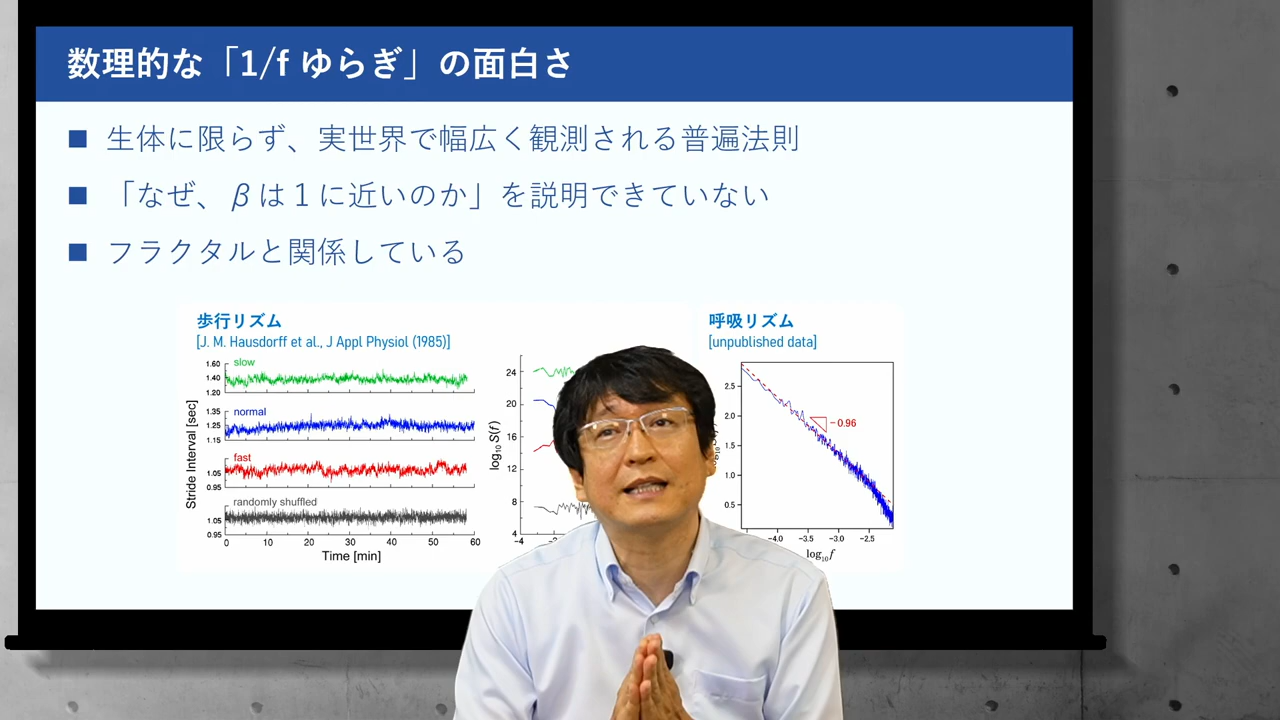 数理的な「1/f ゆらぎ」の面白さ
■ 生体に限らず、実世界で幅広く観測される普遍法則
■ 「なぜ、βは1に近いのか」を説明できていない
■ フラクタルと関係している
歩行リズム
[J. M. Hausdorff et al., J Appl Physiol (1985)]
Stride Interval [sec]
1.60
1.40
1.20
slow
1.35
1.25
1.15
normal
1.05
0.95
fast
1.05
0.95
randomly shuffled
0 10 20 30 40 50 60
Time [min]
log₁₀ S(f)
24
20
16
12
8
4
−4
呼吸リズム
[unpublished data]
2.5
2.0
1.5
1.0
0.5
−0.96
−4.0 −3.5 −3.0 −2.5
log₁₀f